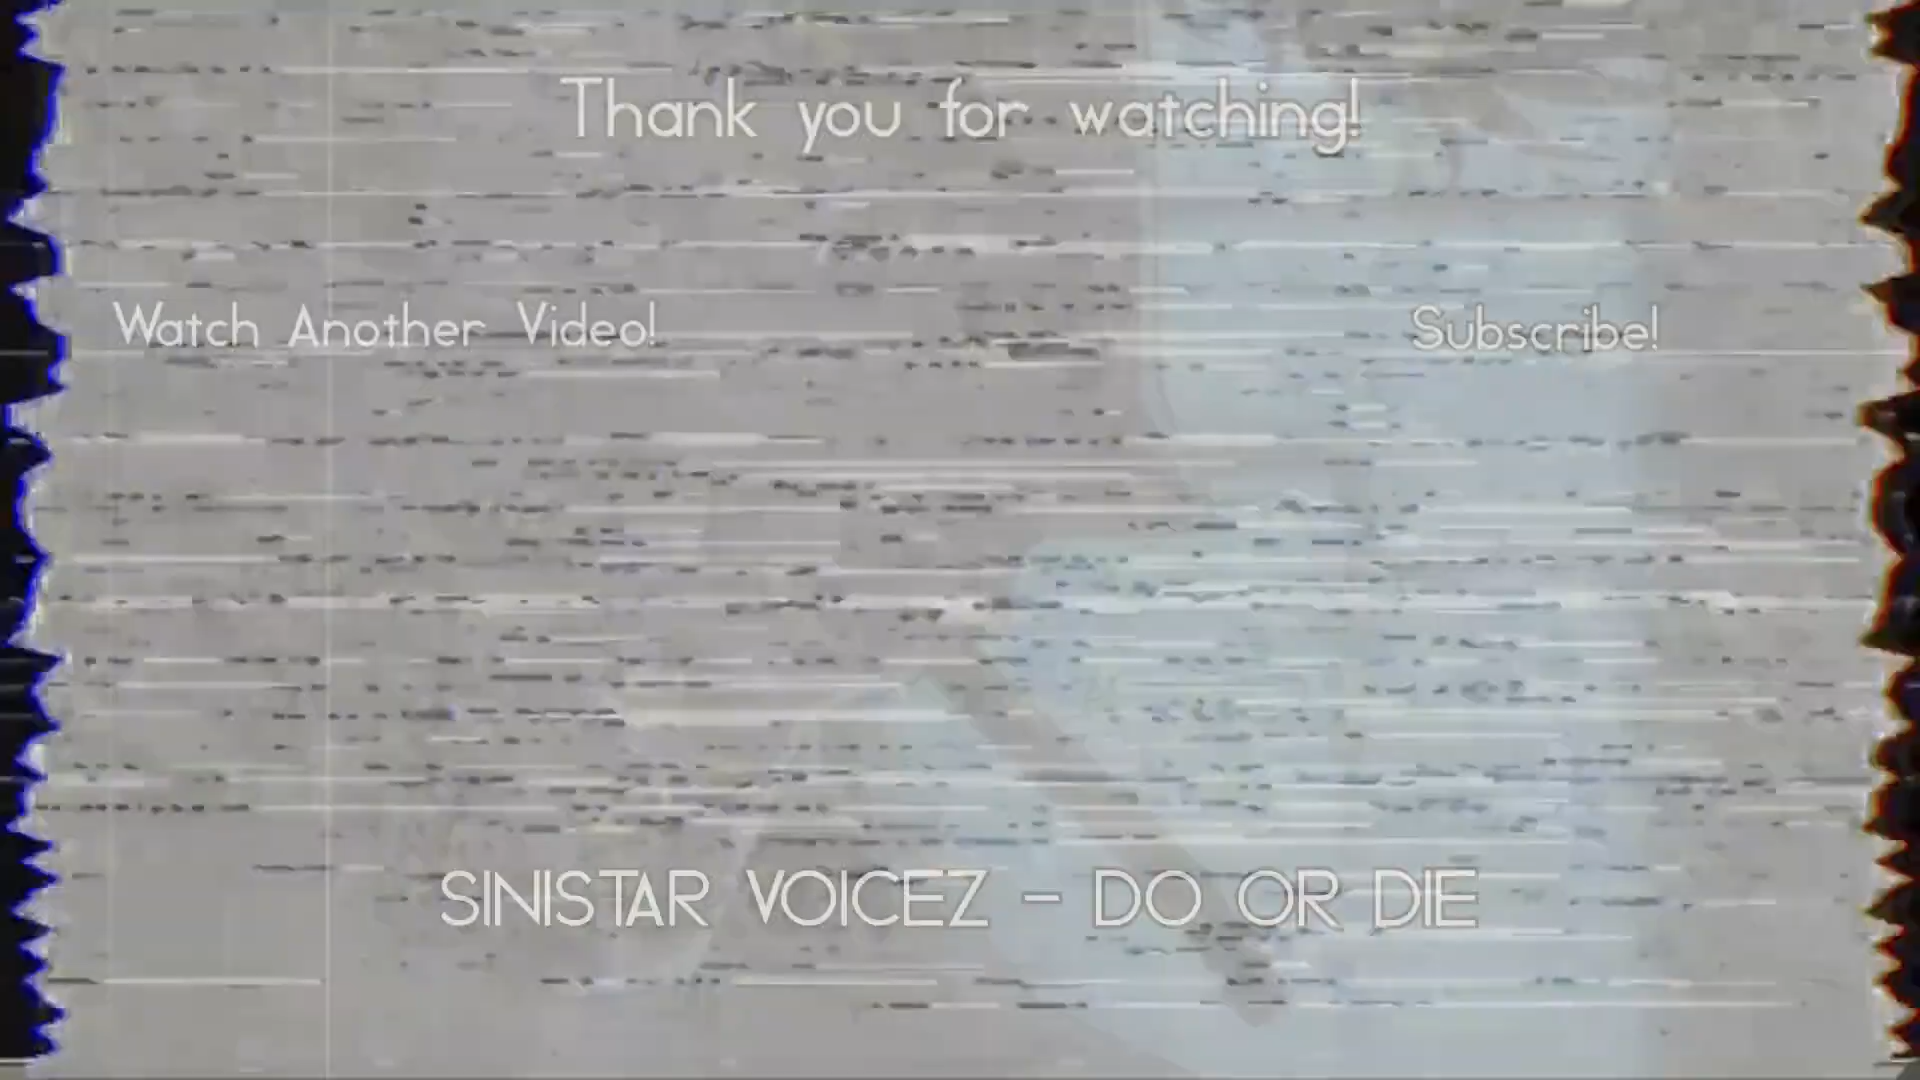 Thank you for watching!
Watch Another Video!
Subscribe!
SINISTAR VOICEZ - DO OR DIE